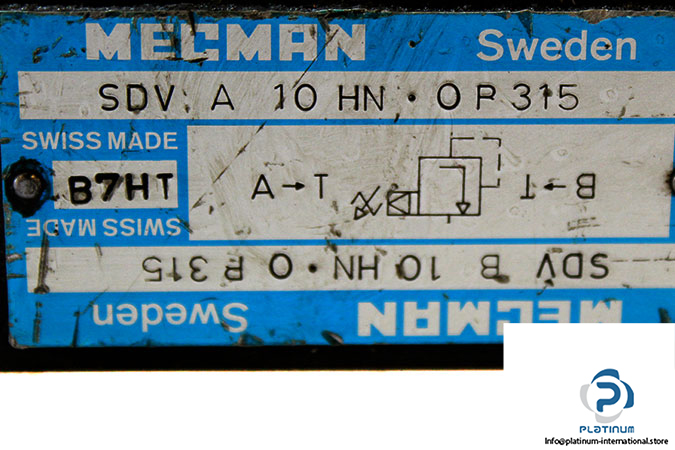 MECMAN Sweden
SDV A 10 HN · O P 315
SWISS MADE
B7HT
A→T
B→T
SWISS MADE
SDV B 10 HN · O P 315
MECMAN Sweden
PLATINUM
Info@platinum-international.store